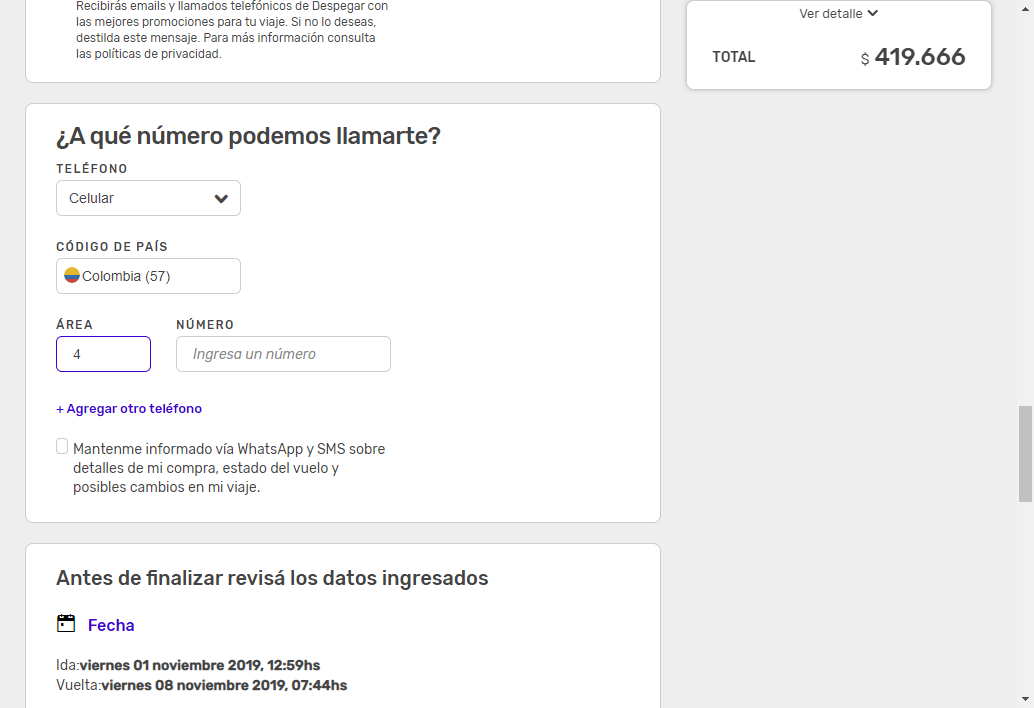 Recibirás emails y llamados telefónicos de Despegar con
las mejores promociones para tu viaje. Si no lo deseas,
destilda este mensaje. Para más información consulta
las políticas de privacidad.
Ver detalle
TOTAL $ 419.666
¿A qué número podemos llamarte?
TELÉFONO
Celular
CÓDIGO DE PAÍS
Colombia (57)
ÁREA NÚMERO
4 Ingresa un número
+ Agregar otro teléfono
Mantenme informado vía WhatsApp y SMS sobre
detalles de mi compra, estado del vuelo y
posibles cambios en mi viaje.
Antes de finalizar revisá los datos ingresados
Fecha
Ida:viernes 01 noviembre 2019, 12:59hs
Vuelta:viernes 08 noviembre 2019, 07:44hs